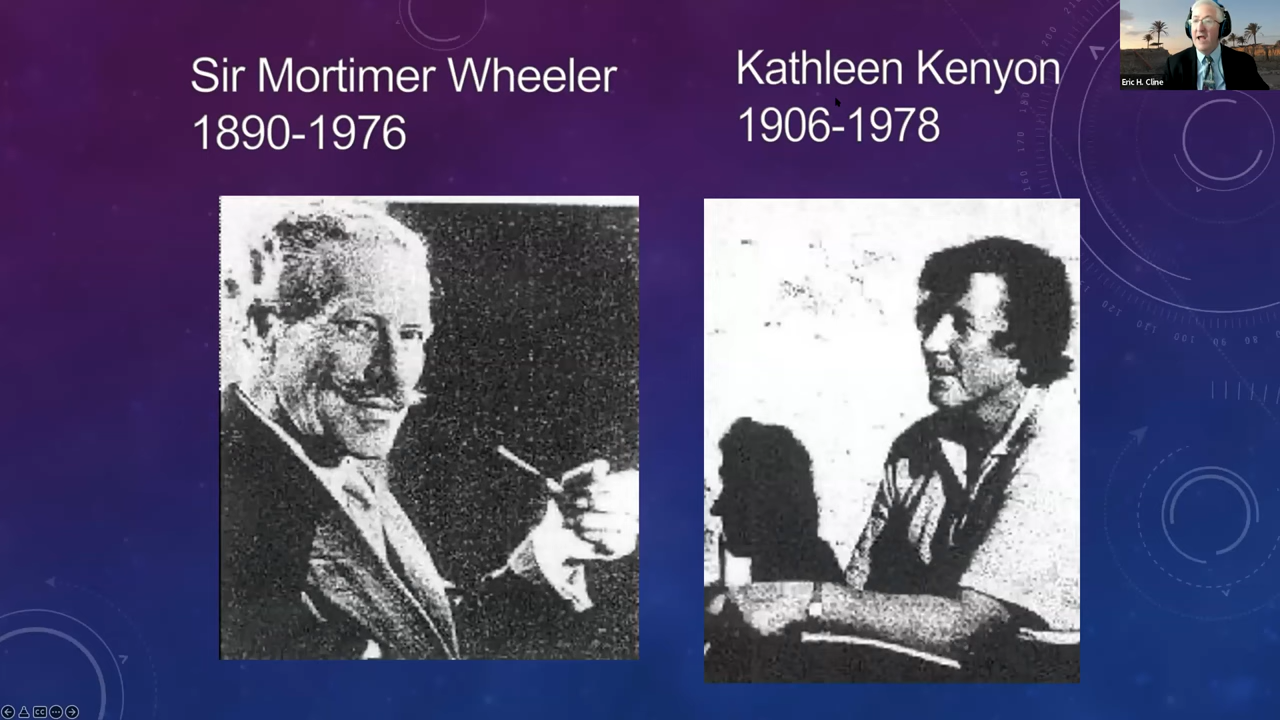 Sir Mortimer Wheeler
1890-1976
Kathleen Kenyon
1906-1978
Eric H. Cline